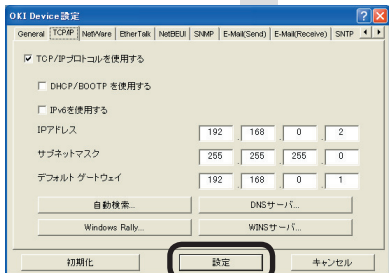 OKI Device設定
General TCP/IP NetWare EtherTalk NetBEUI SNMP E-Mail(Send) E-Mail(Receive) SNTP
TCP/IPプロトコルを使用する
DHCP/BOOTP を使用する
IPv6を使用する
IPアドレス 192 . 168 . 0 . 2
サブネットマスク 255 . 255 . 255 . 0
デフォルト ゲートウェイ 192 . 168 . 0 . 1
自動検索... DNSサーバ...
Windows Rally... WINSサーバ...
初期化 設定 キャンセル